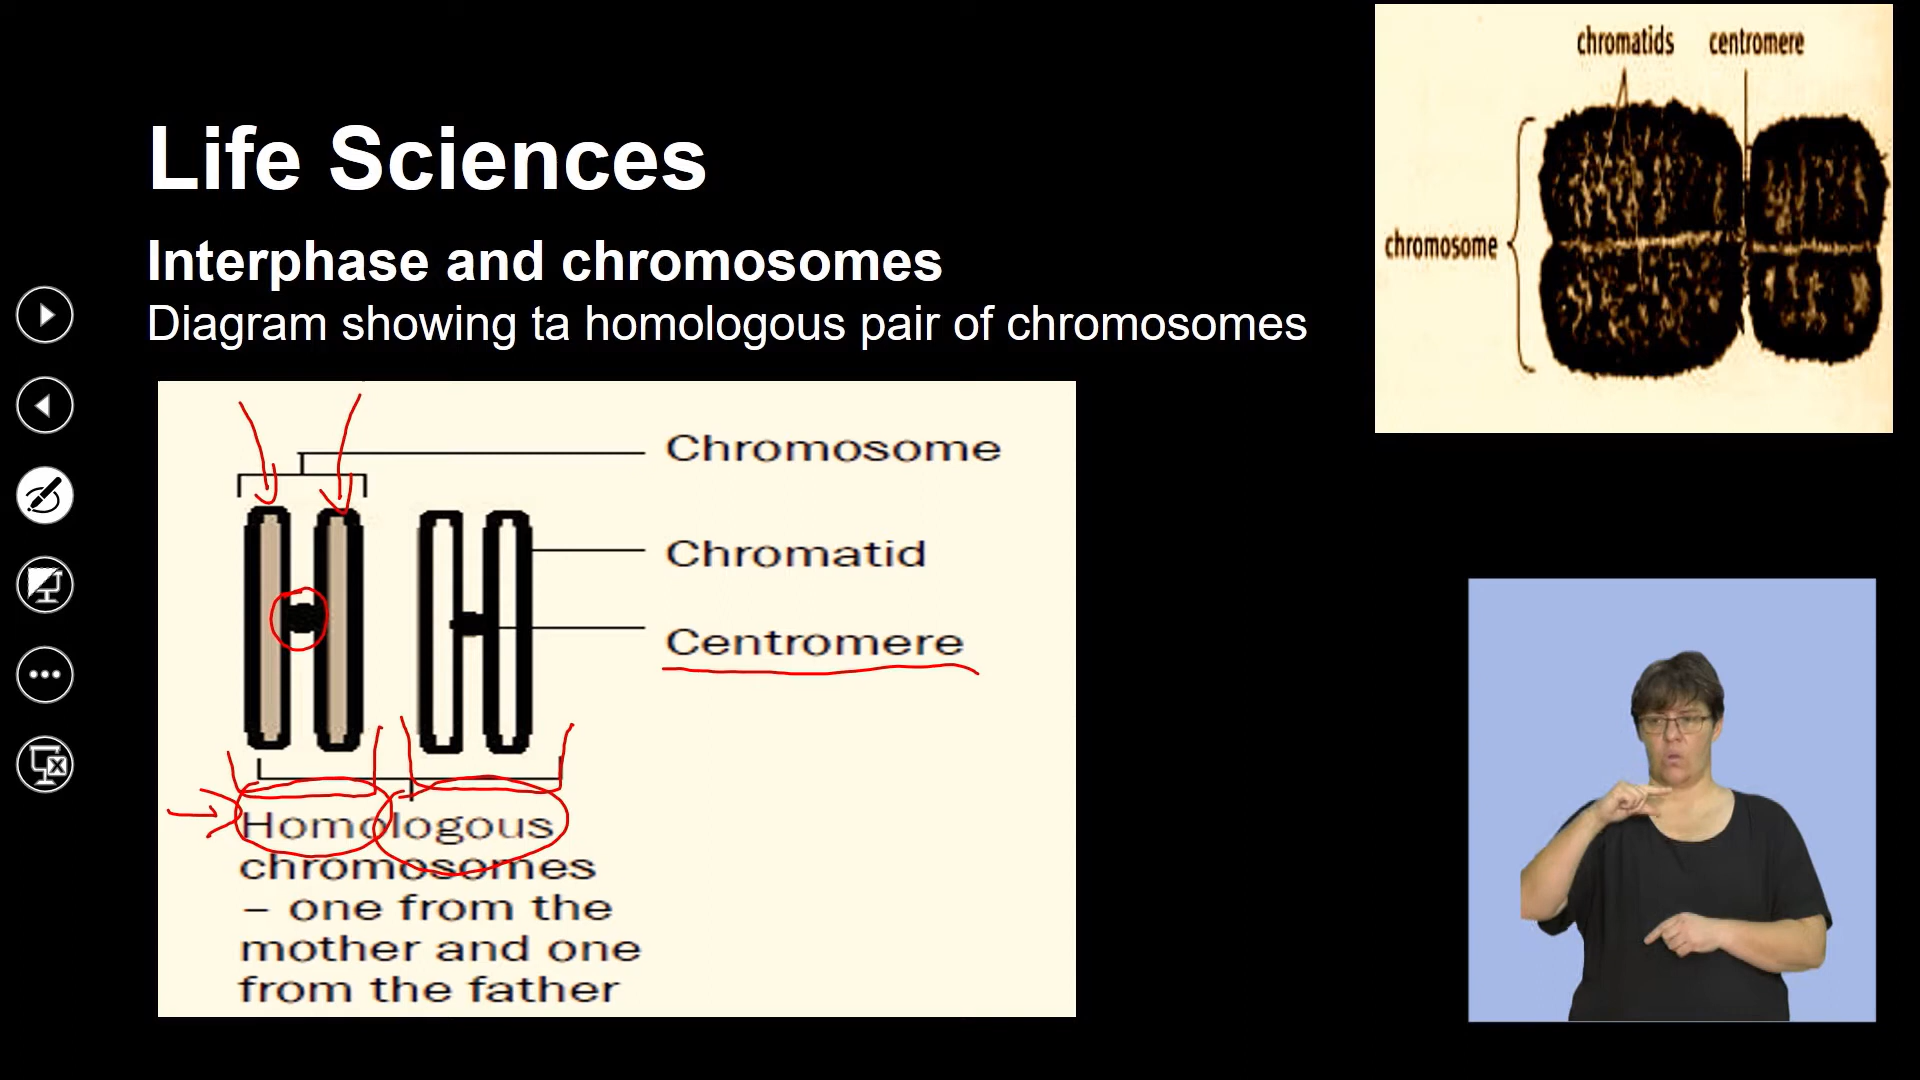 Life Sciences
Interphase and chromosomes
Diagram showing ta homologous pair of chromosomes
chromatids centromere
chromosome
Chromosome
Chromatid
Centromere
Homologous
chromosomes
– one from the
mother and one
from the father